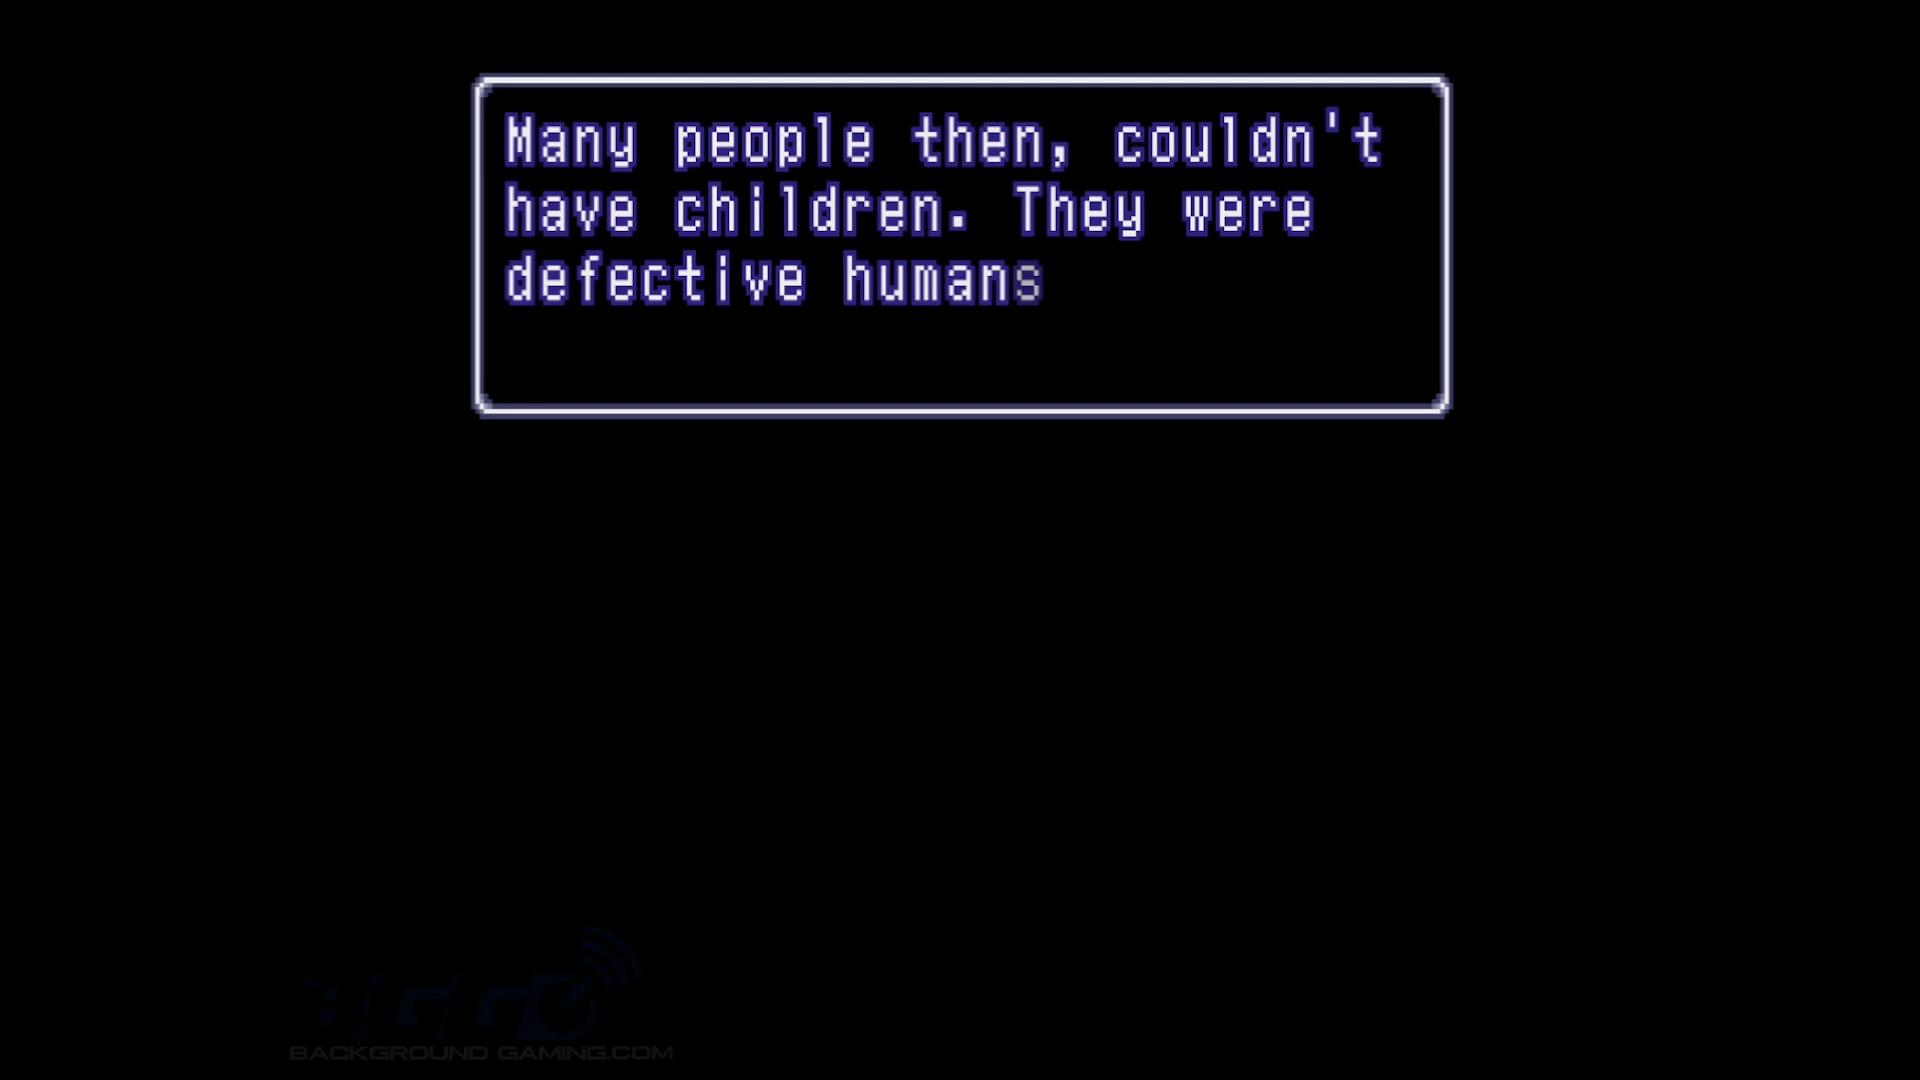 Many people then, couldn't
have children. They were
defective humans
BACKGROUND GAMING.COM